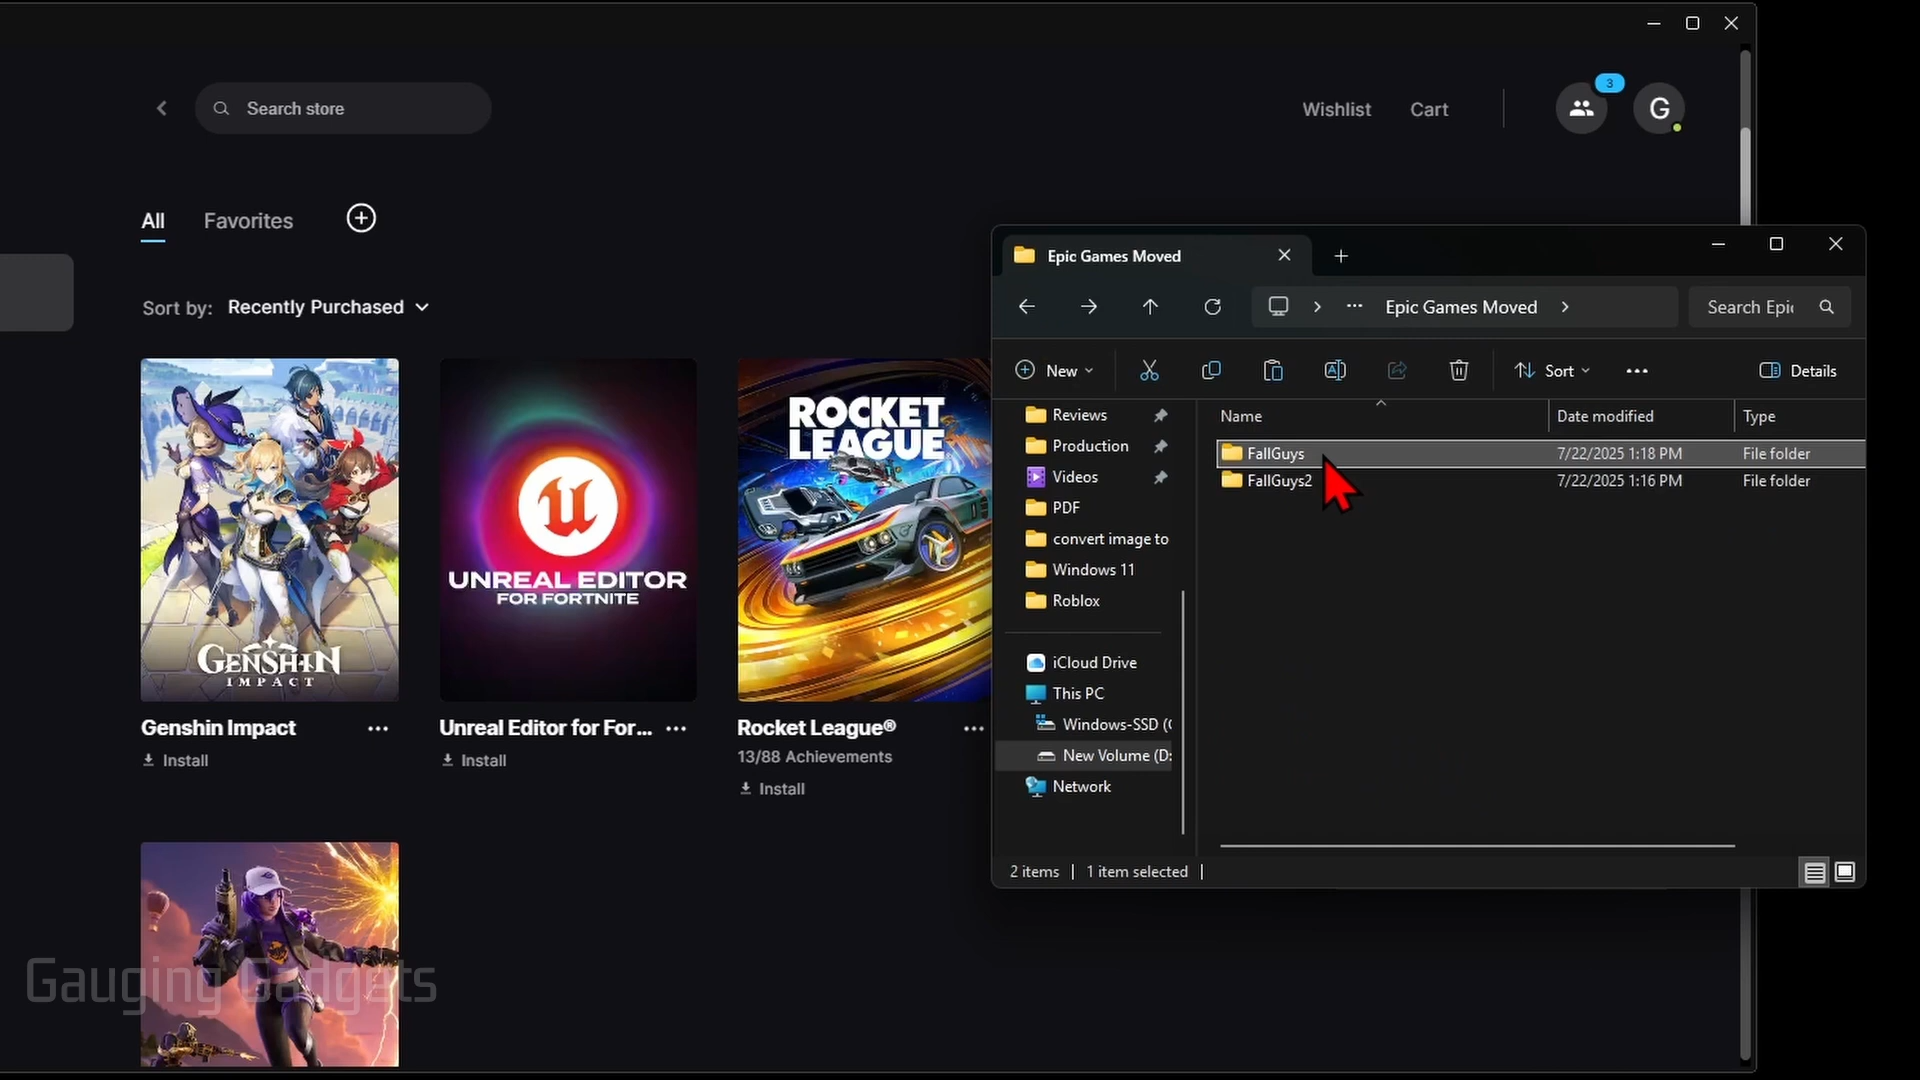 Search store
Wishlist
Cart
3
G
All
Favorites
Sort by: Recently Purchased
GENSHIN
IMPACT
Genshin Impact
Install
UNREAL EDITOR
FOR FORTNITE
Unreal Editor for For...
Install
ROCKET
LEAGUE
Rocket League®
13/88 Achievements
Install
Gauging Gadgets
Epic Games Moved
Epic Games Moved
Search Epic
New
Sort
Details
Reviews
Production
Videos
PDF
convert image to
Windows 11
Roblox
iCloud Drive
This PC
Windows-SSD (
New Volume (D:
Network
Name Date modified Type
FallGuys 7/22/2025 1:18 PM File folder
FallGuys2 7/22/2025 1:16 PM File folder
2 items 1 item selected